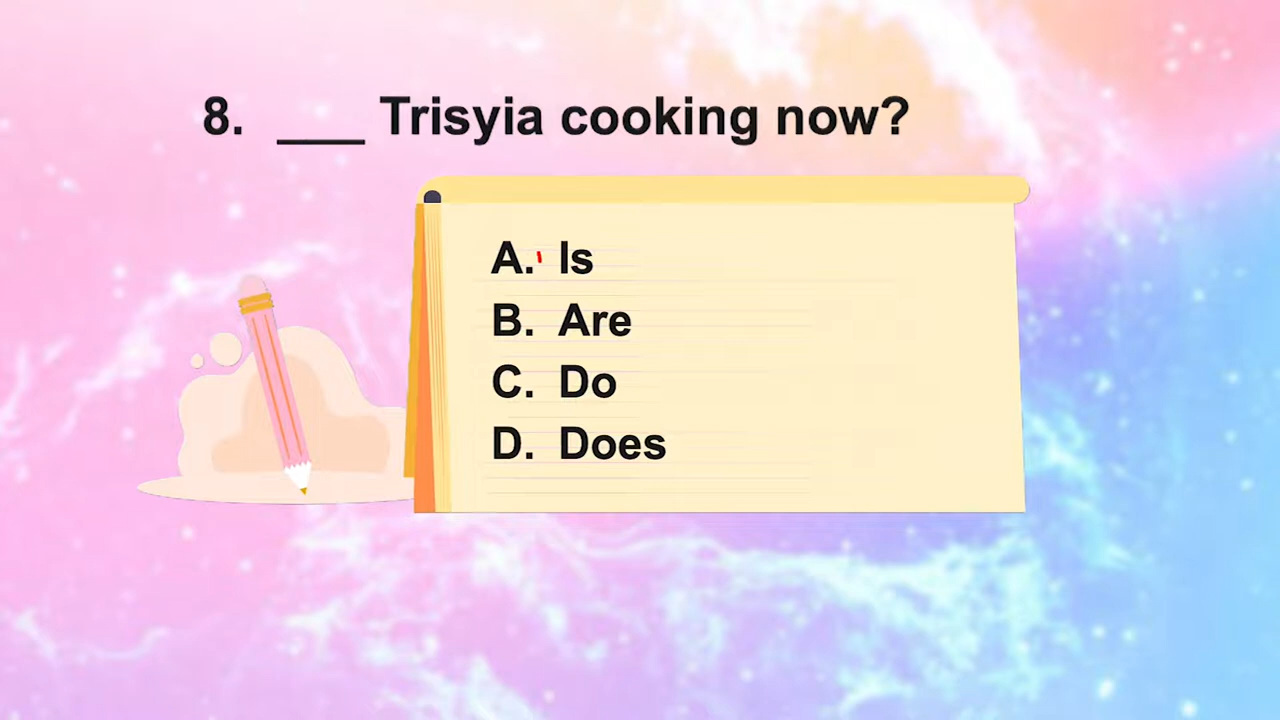 8. ___ Trisyia cooking now?
A. Is
B. Are
C. Do
D. Does